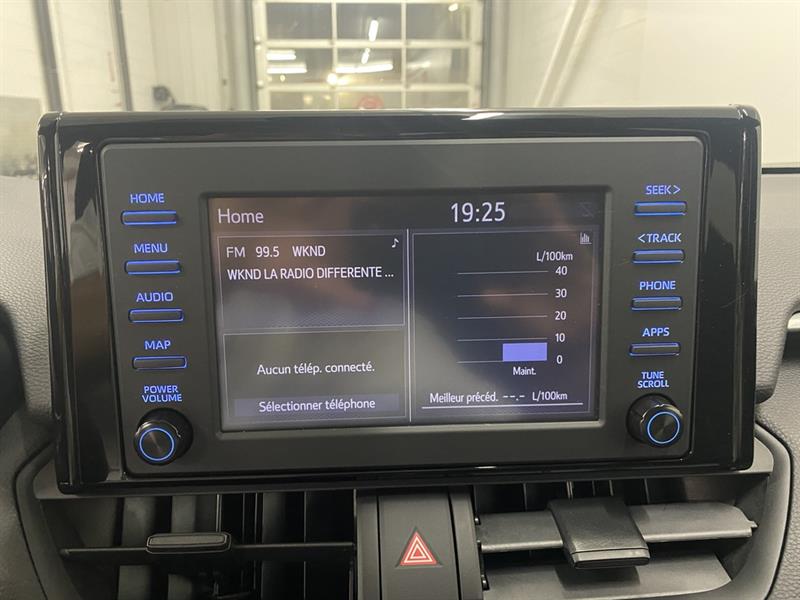 HOME
MENU
AUDIO
MAP
POWER
VOLUME
Home
19:25
FM 99.5 WKND
WKND LA RADIO DIFFERENTE ...
Aucun télép. connecté.
Sélectionner téléphone
L/100km
40
30
20
10
0
Maint.
Meilleur précéd. --.- L/100km
SEEK >
< TRACK
PHONE
APPS
TUNE
SCROLL